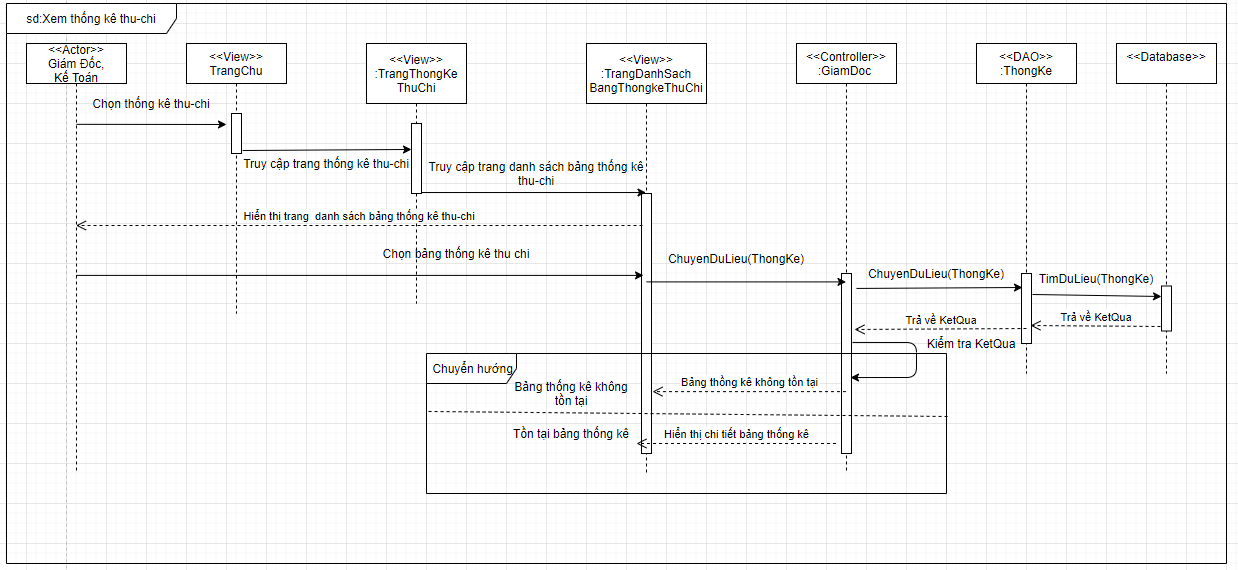 sd:Xem thống kê thu-chi
<<Actor>>
Giám Đốc,
Kế Toán
<<View>>
TrangChu
<<View>>
:TrangThongKe
ThuChi
<<View>>
:TrangDanhSach
BangThongkeThuChi
<<Controller>>
:GiamDoc
<<DAO>>
:ThongKe
<<Database>>
Chọn thống kê thu-chi
Truy cập trang thống kê thu-chi
Truy cập trang danh sách bảng thống kê
thu-chi
Hiển thị trang danh sách bảng thống kê thu-chi
Chọn bảng thống kê thu chi
ChuyenDuLieu(ThongKe)
ChuyenDuLieu(ThongKe)
TimDuLieu(ThongKe)
Trả về KetQua
Trả về KetQua
Kiểm tra KetQua
Chuyển hướng
Bảng thống kê không
tồn tại
Bảng thồng kê không tồn tại
Tồn tại bảng thống kê
Hiển thị chi tiết bảng thống kê